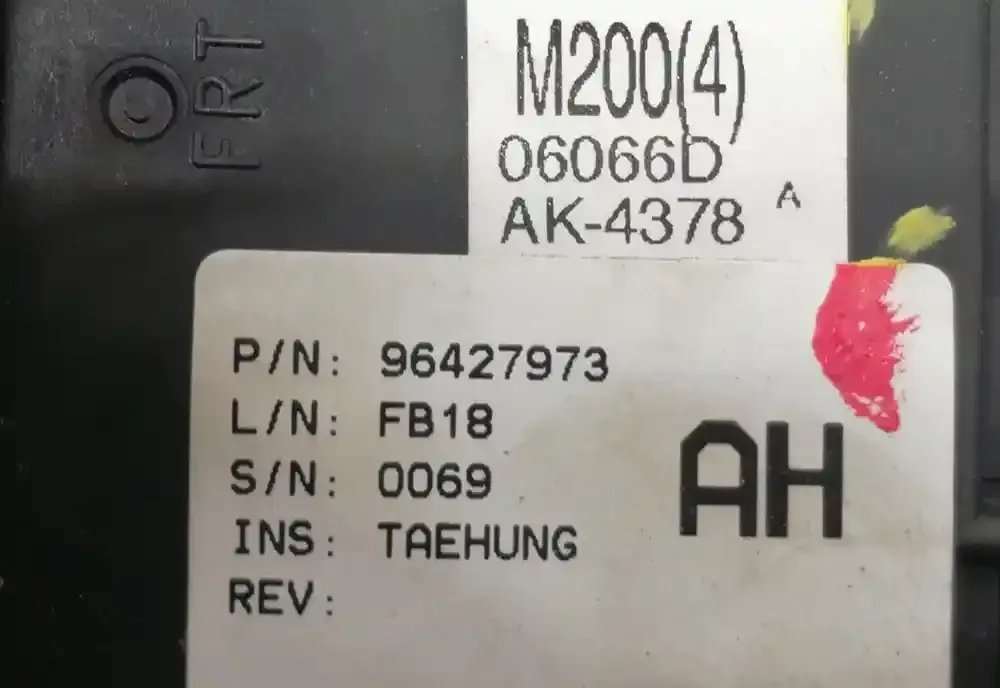 FRT
M200(4)
06066D
AK-4378 A
P/N: 96427973
L/N: FB18
S/N: 0069
INS: TAEHUNG
REV:
AH